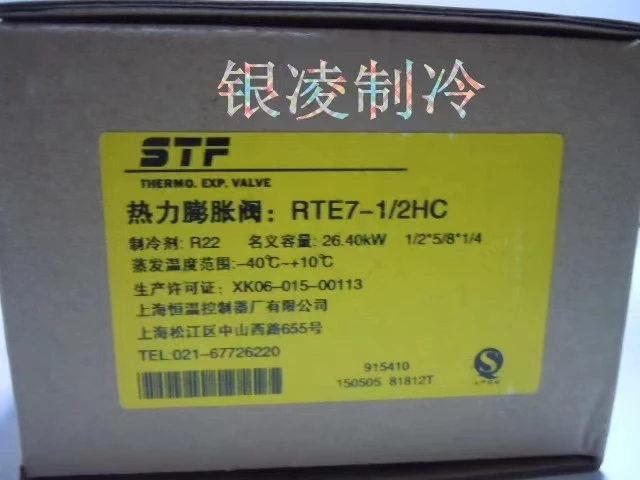 银凌制冷
STF
THERMO. EXP. VALVE
热力膨胀阀: RTE7-1/2HC
制冷剂: R22 名义容量: 26.40kW 1/2*5/8*1/4
蒸发温度范围:-40℃~+10℃
生产许可证: XK06-015-00113
上海恒温控制器厂有限公司
上海松江区中山西路655号
TEL:021-67726220
915410
150505 81812T